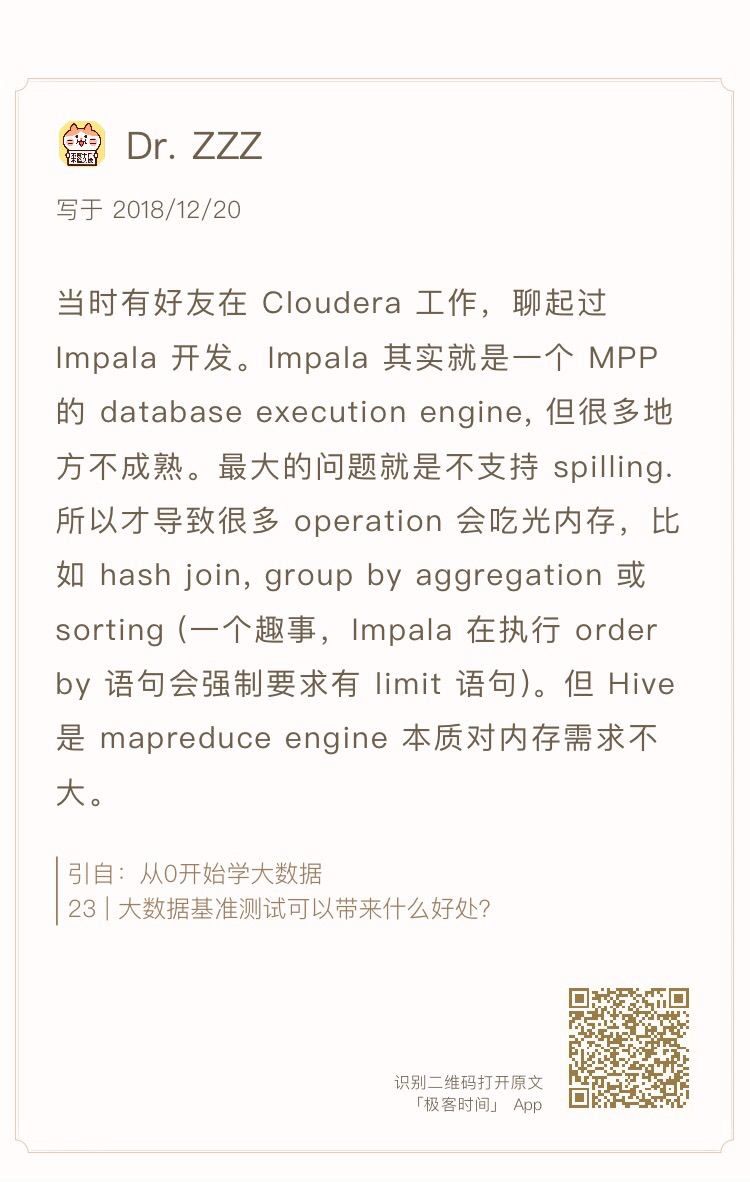 Dr. ZZZ
写于 2018/12/20
当时有好友在 Cloudera 工作，聊起过
Impala 开发。Impala 其实就是一个 MPP
的 database execution engine, 但很多地
方不成熟。最大的问题就是不支持 spilling.
所以才导致很多 operation 会吃光内存，比
如 hash join, group by aggregation 或
sorting (一个趣事，Impala 在执行 order
by 语句会强制要求有 limit 语句)。但 Hive
是 mapreduce engine 本质对内存需求不
大。
引自：从0开始学大数据
23 | 大数据基准测试可以带来什么好处?
识别二维码打开原文
「极客时间」 App